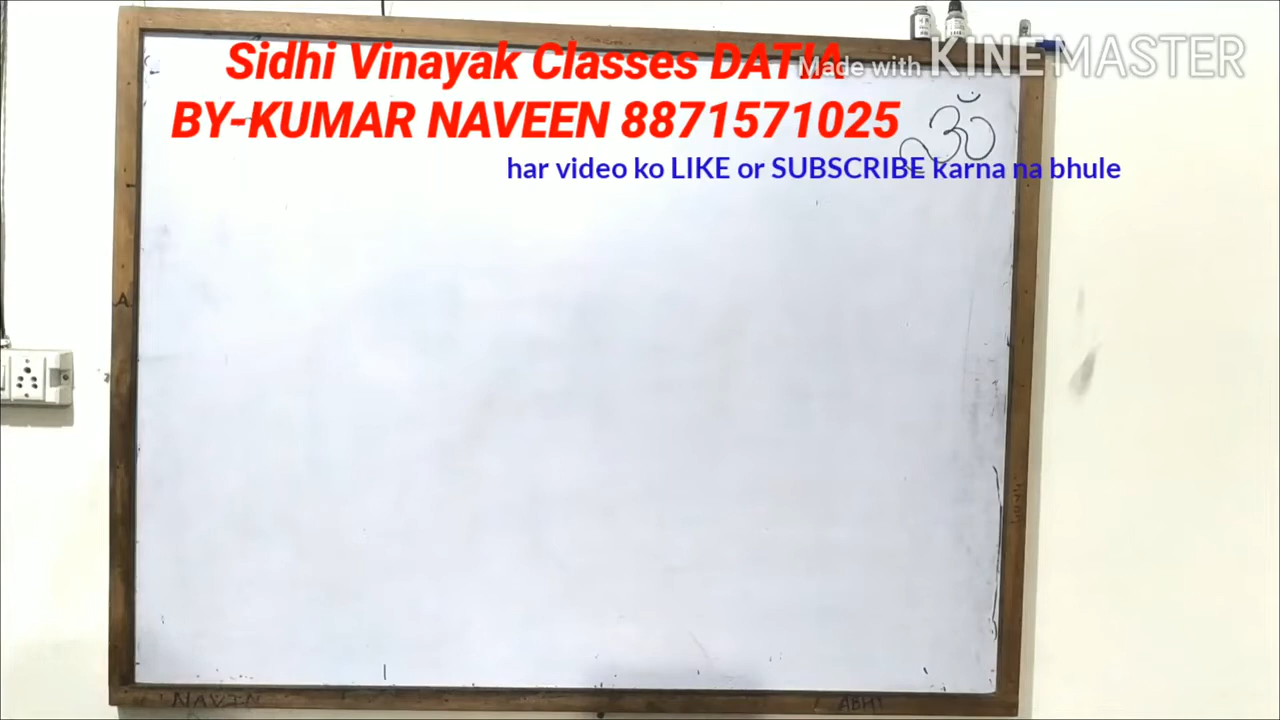 Sidhi Vinayak Classes DATIA
Made with KINEMASTER
BY-KUMAR NAVEEN 8871571025
ॐ
har video ko LIKE or SUBSCRIBE karna na bhule
A
NAVEN
ABHI